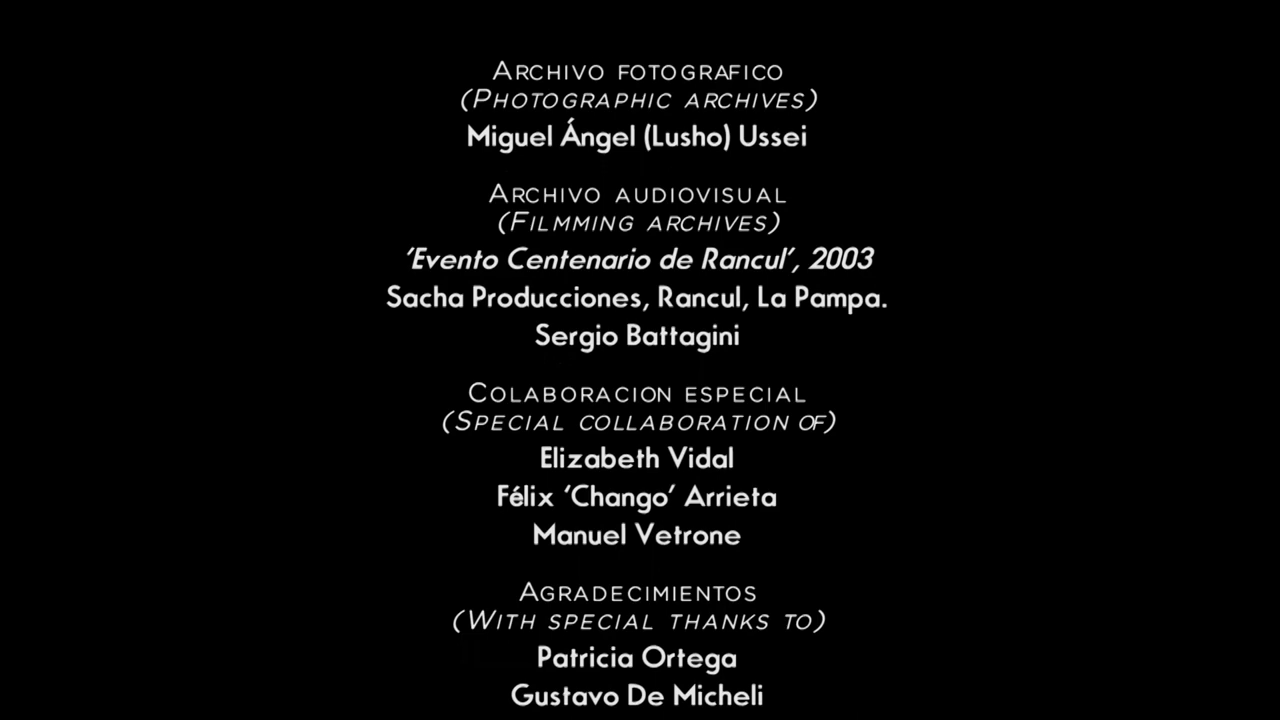 Archivo fotografico
(Photographic archives)
Miguel Ángel (Lusho) Ussei
Archivo audiovisual
(Filmming archives)
'Evento Centenario de Rancul', 2003
Sacha Producciones, Rancul, La Pampa.
Sergio Battagini
Colaboracion especial
(Special collaboration of)
Elizabeth Vidal
Félix 'Chango' Arrieta
Manuel Vetrone
Agradecimientos
(With special thanks to)
Patricia Ortega
Gustavo De Micheli